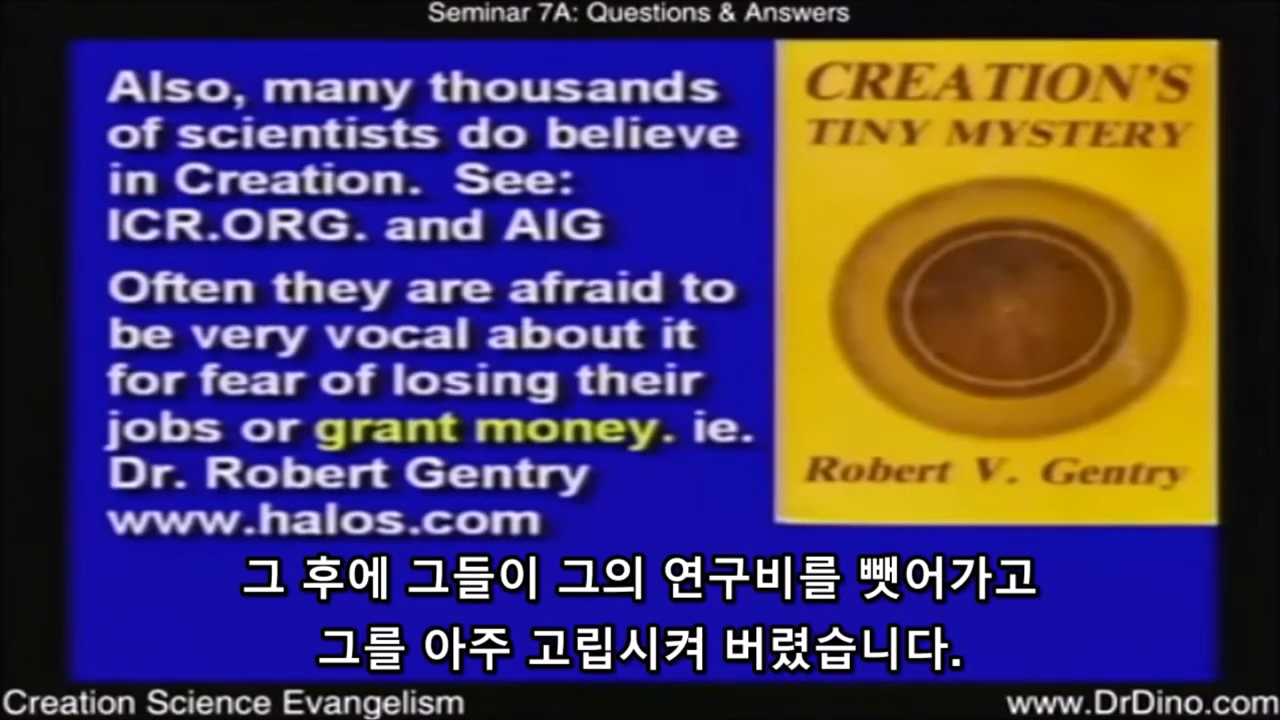 Seminar 7A: Questions & Answers
Also, many thousands
of scientists do believe
in Creation.  See:
ICR.ORG. and AIG
Often they are afraid to
be very vocal about it
for fear of losing their
jobs or grant money. ie.
Dr. Robert Gentry
www.halos.com
CREATION'S
TINY MYSTERY
Robert V. Gentry
그 후에 그들이 그의 연구비를 뺏어가고
그를 아주 고립시켜 버렸습니다.
Creation Science Evangelism
www.DrDino.com